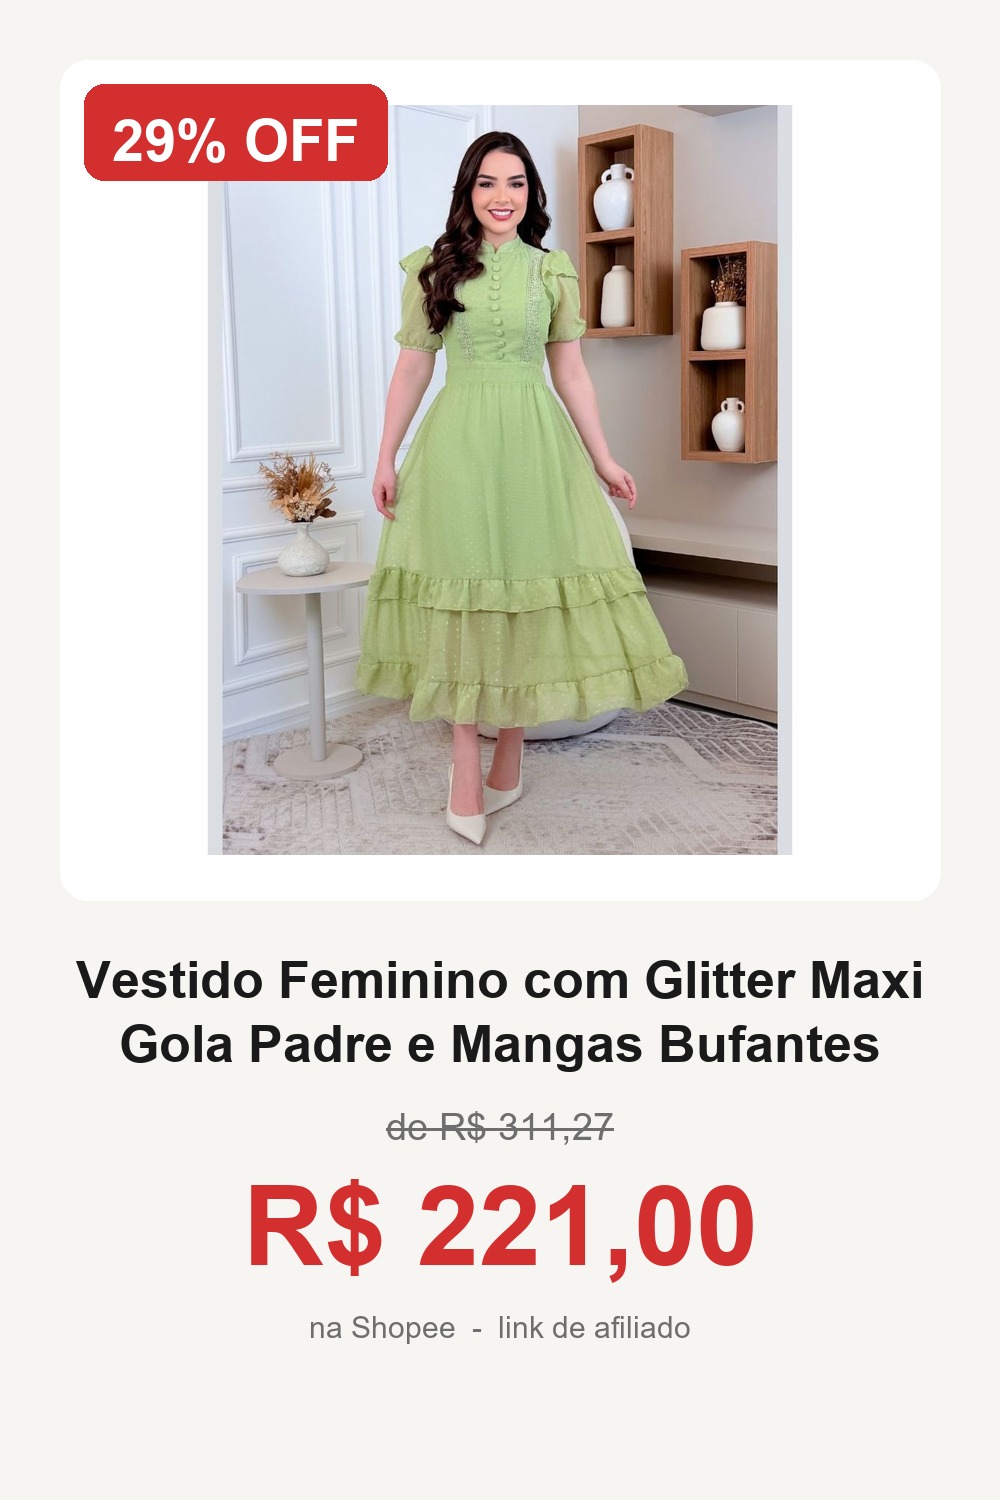 29% OFF
Vestido Feminino com Glitter Maxi
Gola Padre e Mangas Bufantes
de R$ 311,27
R$ 221,00
na Shopee - link de afiliado